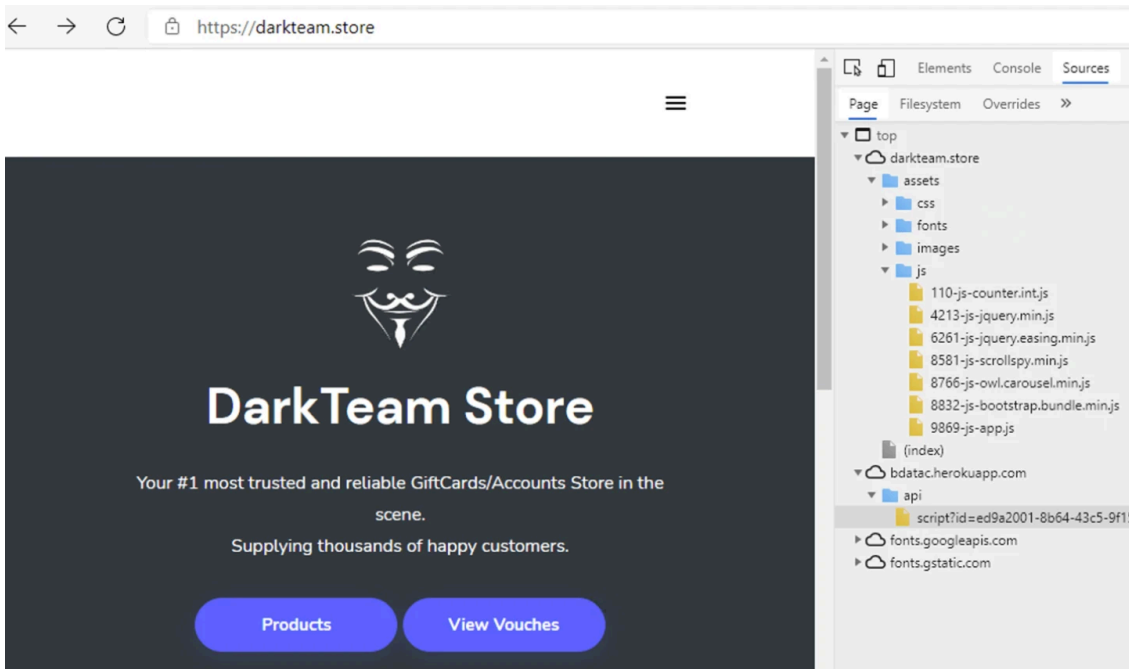 https://darkteam.store
Elements Console Sources
Page Filesystem Overrides »
top
darkteam.store
assets
css
fonts
images
js
110-js-counter.int.js
4213-js-jquery.min.js
6261-js-jquery.easing.min.js
8581-js-scrollspy.min.js
8766-js-owl.carousel.min.js
8832-js-bootstrap.bundle.min.js
9869-js-app.js
(index)
bdatac.herokuapp.com
api
script?id=ed9a2001-8b64-43c5-9f15
fonts.googleapis.com
fonts.gstatic.com
DarkTeam Store
Your #1 most trusted and reliable GiftCards/Accounts Store in the
scene.
Supplying thousands of happy customers.
Products View Vouches